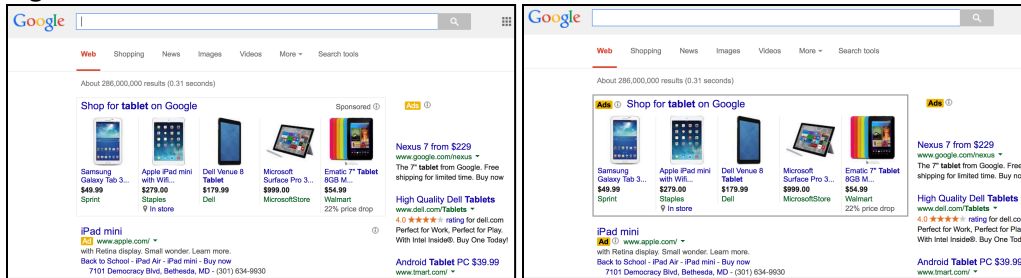 Google
Web Shopping News Images Videos More Search tools
About 286,000,000 results (0.31 seconds)
Shop for tablet on Google Sponsored
Samsung Galaxy Tab 3... $49.99 Sprint
Apple iPad mini with Wifi... $279.00 Staples In store
Dell Venue 8 Tablet $179.99 Dell
Microsoft Surface Pro 3... $999.00 MicrosoftStore
Ematic 7" Tablet 8GB M... $54.99 Walmart 22% price drop
iPad mini
Ad www.apple.com/
with Retina display. Small wonder. Learn more.
Back to School - iPad Air - iPad mini - Buy now
7101 Democracy Blvd, Bethesda, MD - (301) 634-9930
Ads
Nexus 7 from $229
www.google.com/nexus
The 7" tablet from Google. Free
shipping for limited time. Buy now
High Quality Dell Tablets
www.dell.com/Tablets
4.0 ★★★★★ rating for dell.com
Perfect for Work, Perfect for Play.
With Intel Inside®. Buy One Today!
Android Tablet PC $39.99
www.tmart.com/
Google
Web Shopping News Images Videos More Search tools
About 286,000,000 results (0.31 seconds)
Ads Shop for tablet on Google
Samsung Galaxy Tab 3... $49.99 Sprint
Apple iPad mini with Wifi... $279.00 Staples In store
Dell Venue 8 Tablet $179.99 Dell
Microsoft Surface Pro 3... $999.00 MicrosoftStore
Ematic 7" Tablet 8GB M... $54.99 Walmart 22% price drop
iPad mini
Ad www.apple.com/
with Retina display. Small wonder. Learn more.
Back to School - iPad Air - iPad mini - Buy now
7101 Democracy Blvd, Bethesda, MD - (301) 634-9930
Ads
Nexus 7 from $229
www.google.com/nexus
The 7" tablet from Google. Free
shipping for limited time. Buy no
High Quality Dell Tablets
www.dell.com/Tablets
4.0 ★★★★★ rating for dell.co
Perfect for Work, Perfect for Pla
With Intel Inside®. Buy One Tod
Android Tablet PC $39.99
www.tmart.com/